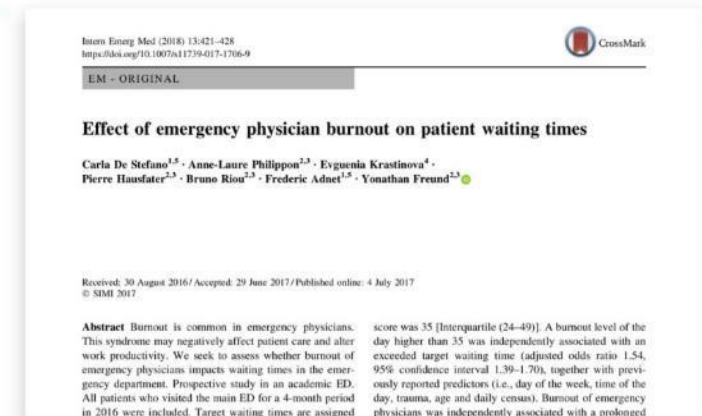 Intern Emerg Med (2018) 13:421–428
https://doi.org/10.1007/s11739-017-1706-9
CrossMark
EM - ORIGINAL
Effect of emergency physician burnout on patient waiting times
Carla De Stefano1,5 · Anne-Laure Philippon2,3 · Evguenia Krastinova4 ·
Pierre Hausfater2,3 · Bruno Riou2,3 · Frederic Adnet1,5 · Yonathan Freund2,3
Received: 30 August 2016 / Accepted: 29 June 2017 / Published online: 4 July 2017
© SIMI 2017
Abstract Burnout is common in emergency physicians.
This syndrome may negatively affect patient care and alter
work productivity. We seek to assess whether burnout of
emergency physicians impacts waiting times in the emer-
gency department. Prospective study in an academic ED.
All patients who visited the main ED for a 4-month period
in 2016 were included. Target waiting times are assigned
score was 35 [Interquartile (24–49)]. A burnout level of the
day higher than 35 was independently associated with an
exceeded target waiting time (adjusted odds ratio 1.54,
95% confidence interval 1.39–1.70), together with previ-
ously reported predictors (i.e., day of the week, time of the
day, trauma, age and daily census). Burnout of emergency
physicians was independently associated with a prolonged